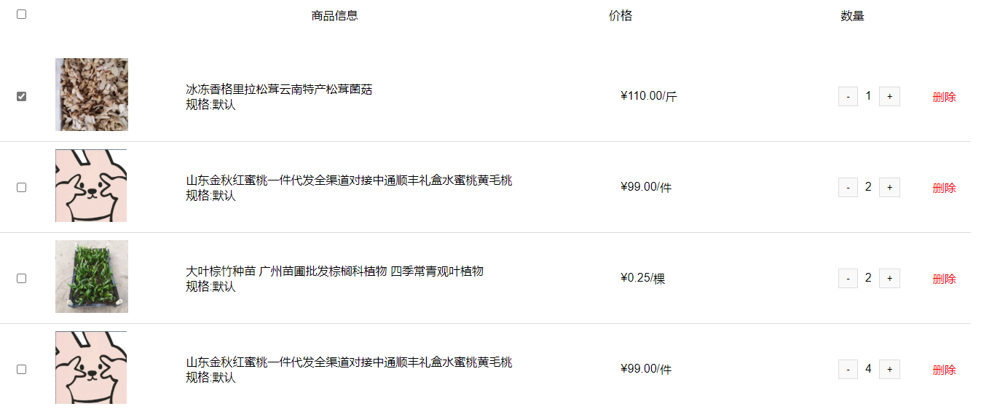 商品信息 价格 数量
冰冻香格里拉松茸云南特产松茸菌菇
规格:默认
¥110.00/斤
- 1 +
删除
山东金秋红蜜桃一件代发全渠道对接中通顺丰礼盒水蜜桃黄毛桃
规格:默认
¥99.00/件
- 2 +
删除
大叶棕竹种苗 广州苗圃批发棕榈科植物 四季常青观叶植物
规格:默认
¥0.25/棵
- 2 +
删除
山东金秋红蜜桃一件代发全渠道对接中通顺丰礼盒水蜜桃黄毛桃
规格:默认
¥99.00/件
- 4 +
删除